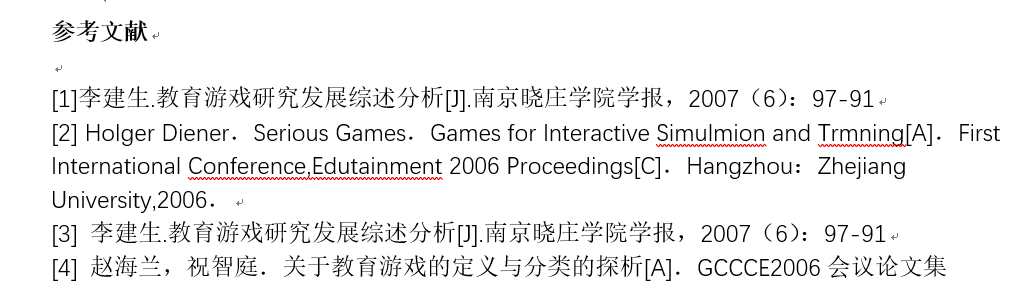 参考文献
[1]李建生.教育游戏研究发展综述分析[J].南京晓庄学院学报，2007（6）：97-91
[2] Holger Diener．Serious Games．Games for Interactive Simulmion and Trmning[A]．First
International Conference,Edutainment 2006 Proceedings[C]．Hangzhou：Zhejiang
University,2006．
[3] 李建生.教育游戏研究发展综述分析[J].南京晓庄学院学报，2007（6）：97-91
[4] 赵海兰，祝智庭．关于教育游戏的定义与分类的探析[A]．GCCCE2006 会议论文集